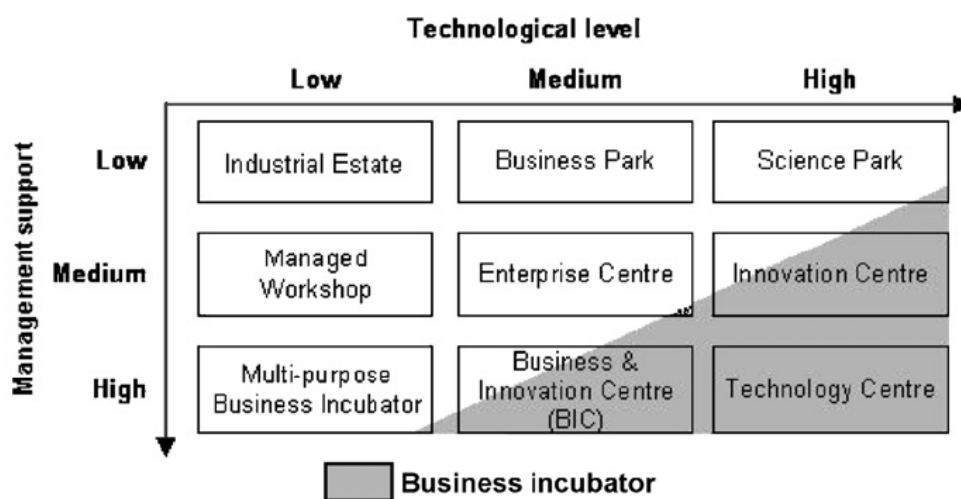 Technological level
Low Medium High
Management support
Low
Industrial Estate
Business Park
Science Park
Medium
Managed
Workshop
Enterprise Centre
Innovation Centre
High
Multi-purpose
Business Incubator
Business &
Innovation Centre
(BIC)
Technology Centre
Business incubator